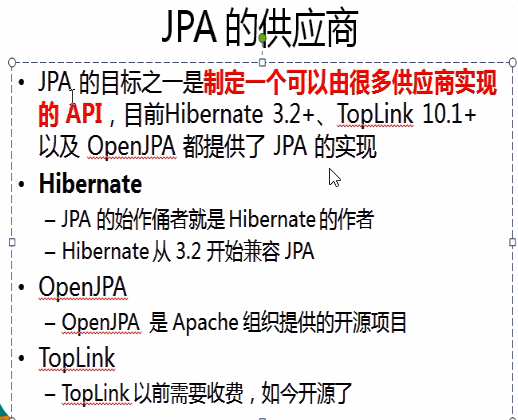 JPA 的供应商
• JPA 的目标之一是制定一个可以由很多供应商实现
的 API，目前Hibernate 3.2+、TopLink 10.1+
以及 OpenJPA 都提供了 JPA 的实现
• Hibernate
– JPA 的始作俑者就是 Hibernate 的作者
– Hibernate 从 3.2 开始兼容 JPA
• OpenJPA
– OpenJPA 是 Apache 组织提供的开源项目
• TopLink
– TopLink 以前需要收费，如今开源了